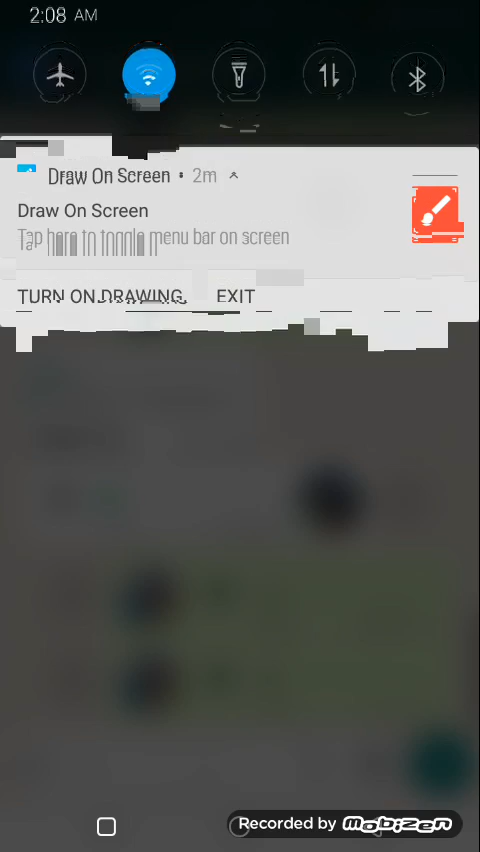 2:08 AM
Draw On Screen • 2m
Draw On Screen
Tap here to toggle menu bar on screen
TURN ON DRAWING EXIT
Recorded by mobizen